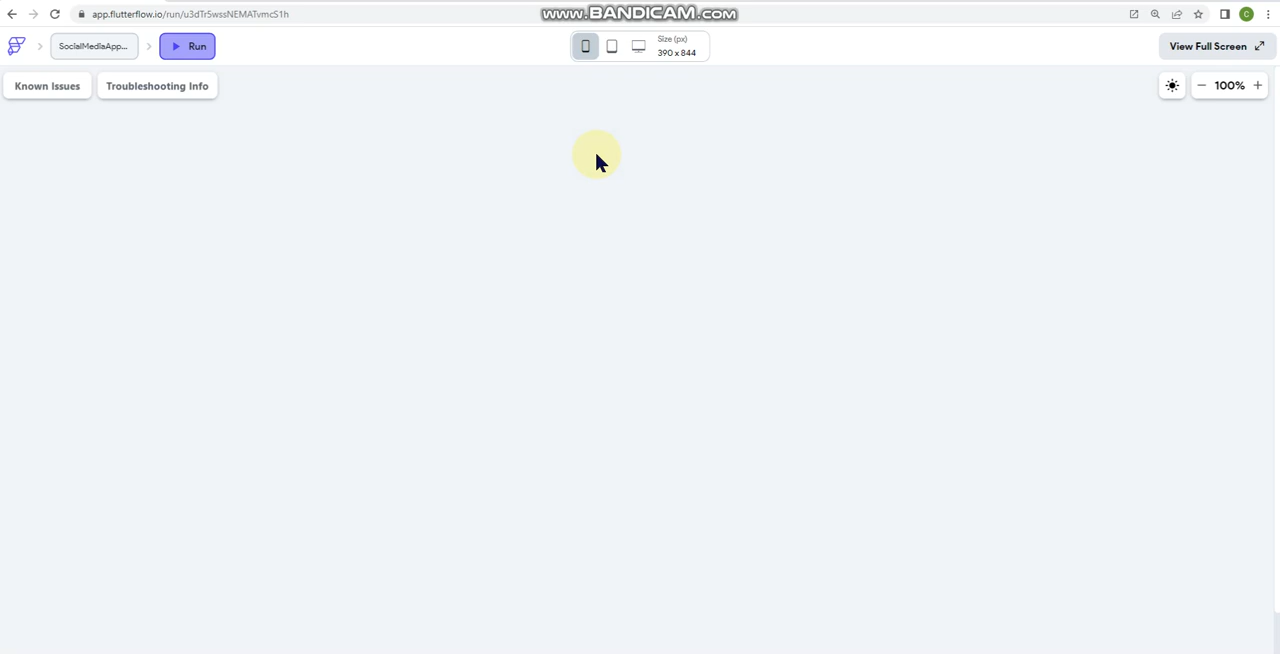 app.flutterflow.io/run/u3dTr5wssNEMATvmcS1h
www.BANDICAM.com
C
SocialMediaApp...
Run
Size (px)
390 x 844
View Full Screen
Known Issues
Troubleshooting Info
100%